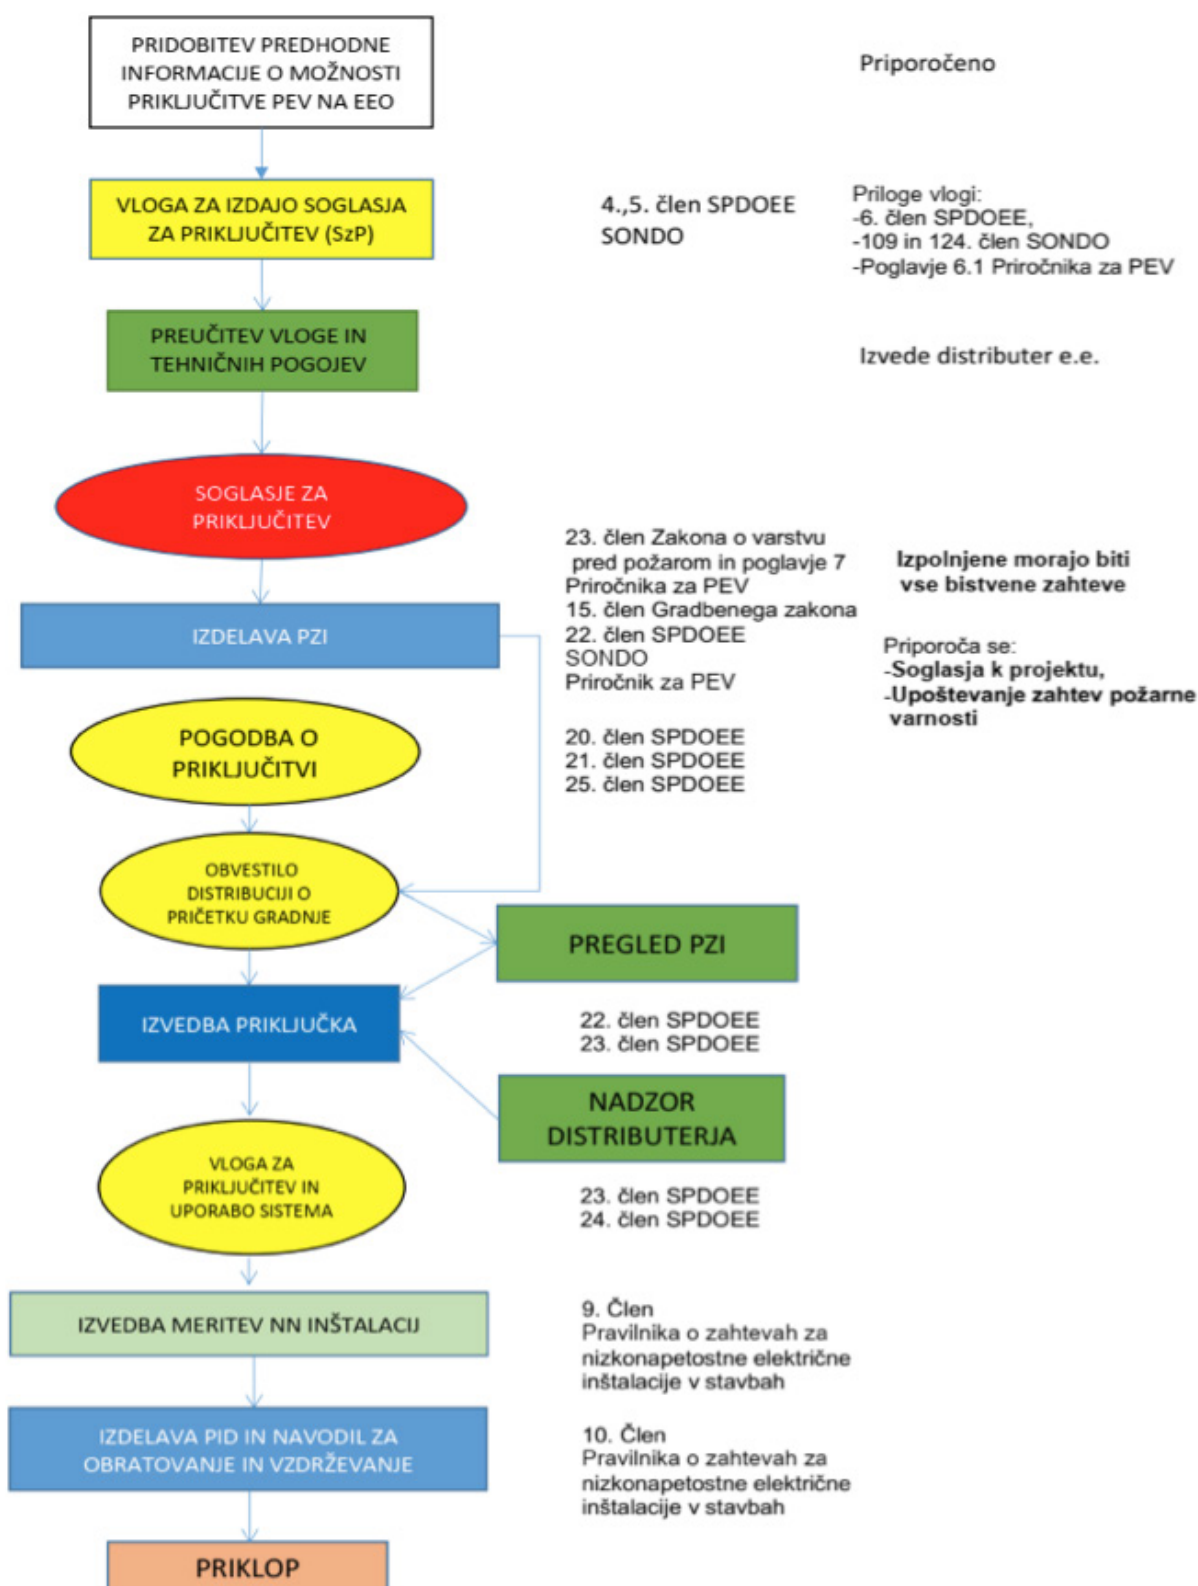 PRIDOBITEV PREDHODNE
INFORMACIJE O MOŽNOSTI
PRIKLJUČITVE PEV NA EEO
Priporočeno
VLOGA ZA IZDAJO SOGLASJA
ZA PRIKLJUČITEV (SzP)
4.,5. člen SPDOEE
SONDO
Priloge vlogi:
-6. člen SPDOEE,
-109 in 124. člen SONDO
-Poglavje 6.1 Priročnika za PEV
PREUČITEV VLOGE IN
TEHNIČNIH POGOJEV
Izvede distributer e.e.
SOGLASJE ZA
PRIKLJUČITEV
23. člen Zakona o varstvu
pred požarom in poglavje 7
Priročnika za PEV
15. člen Gradbenega zakona
22. člen SPDOEE
SONDO
Priročnik za PEV
Izpolnjene morajo biti
vse bistvene zahteve
IZDELAVA PZI
Priporoča se:
-Soglasja k projektu,
-Upoštevanje zahtev požarne
varnosti
POGODBA O
PRIKLJUČITVI
20. člen SPDOEE
21. člen SPDOEE
25. člen SPDOEE
OBVESTILO
DISTRIBUCIJI O
PRIČETKU GRADNJE
PREGLED PZI
IZVEDBA PRIKLJUČKA
22. člen SPDOEE
23. člen SPDOEE
NADZOR
DISTRIBUTERJA
VLOGA ZA
PRIKLJUČITEV IN
UPORABO SISTEMA
23. člen SPDOEE
24. člen SPDOEE
IZVEDBA MERITEV NN INŠTALACIJ
9. Člen
Pravilnika o zahtevah za
nizkonapetostne električne
inštalacije v stavbah
IZDELAVA PID IN NAVODIL ZA
OBRATOVANJE IN VZDRŽEVANJE
10. Člen
Pravilnika o zahtevah za
nizkonapetostne električne
inštalacije v stavbah
PRIKLOP